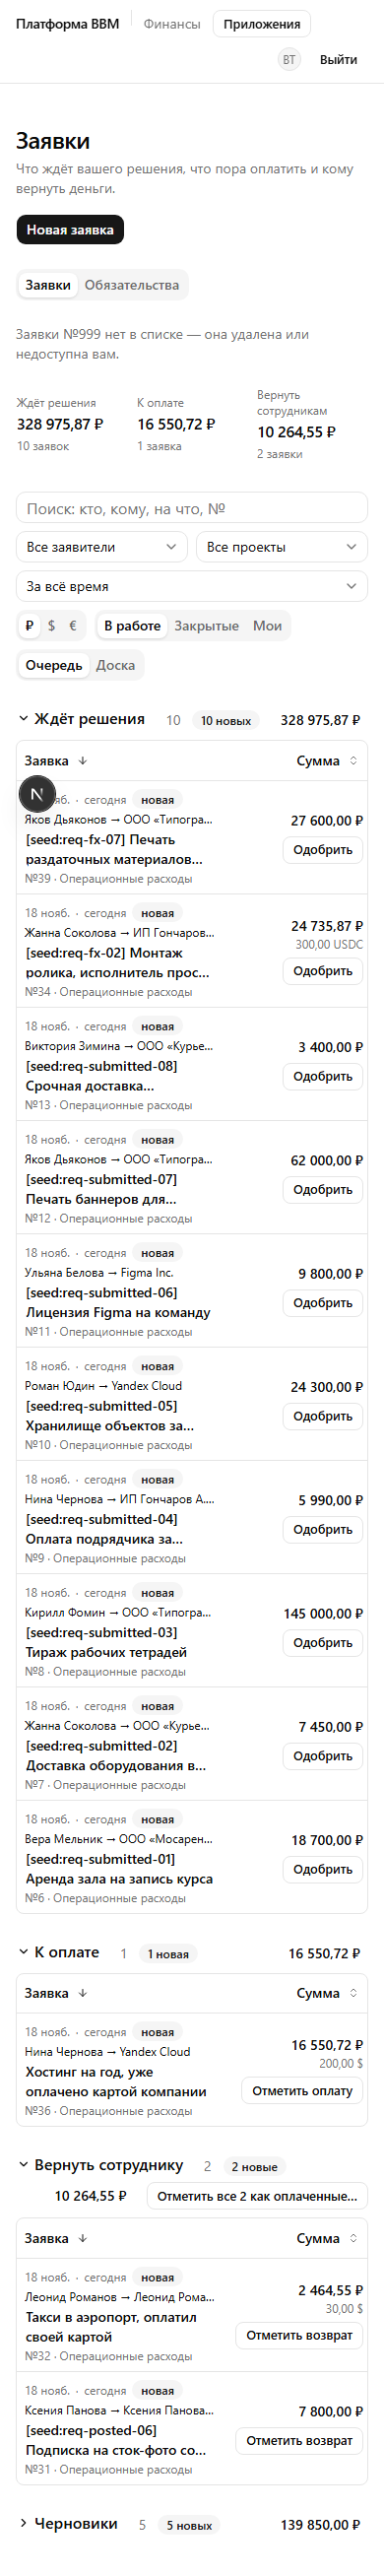 Платформа BBM
Финансы
Приложения
ВТ
Выйти
Заявки
Что ждёт вашего решения, что пора оплатить и кому
вернуть деньги.
Новая заявка
Заявки
Обязательства
Заявки №999 нет в списке — она удалена или
недоступна вам.
Ждёт решения
328 975,87 ₽
10 заявок
К оплате
16 550,72 ₽
1 заявка
Вернуть
сотрудникам
10 264,55 ₽
2 заявки
Поиск: кто, кому, на что, №
Все заявители
Все проекты
За всё время
₽ $ €
В работе Закрытые Мои
Очередь Доска
Ждёт решения 10 10 новых 328 975,87 ₽
Заявка ↓ Сумма
N
яб. · сегодня новая
Яков Дьяконов → ООО «Типогра...
[seed:req-fx-07] Печать
раздаточных материалов...
№39 · Операционные расходы
27 600,00 ₽
Одобрить
18 нояб. · сегодня новая
Жанна Соколова → ИП Гончаров...
[seed:req-fx-02] Монтаж
ролика, исполнитель прос...
№34 · Операционные расходы
24 735,87 ₽
300,00 USDC
Одобрить
18 нояб. · сегодня новая
Виктория Зимина → ООО «Курье...
[seed:req-submitted-08]
Срочная доставка...
№13 · Операционные расходы
3 400,00 ₽
Одобрить
18 нояб. · сегодня новая
Яков Дьяконов → ООО «Типогра...
[seed:req-submitted-07]
Печать баннеров для...
№12 · Операционные расходы
62 000,00 ₽
Одобрить
18 нояб. · сегодня новая
Ульяна Белова → Figma Inc.
[seed:req-submitted-06]
Лицензия Figma на команду
№11 · Операционные расходы
9 800,00 ₽
Одобрить
18 нояб. · сегодня новая
Роман Юдин → Yandex Cloud
[seed:req-submitted-05]
Хранилище объектов за...
№10 · Операционные расходы
24 300,00 ₽
Одобрить
18 нояб. · сегодня новая
Нина Чернова → ИП Гончаров А....
[seed:req-submitted-04]
Оплата подрядчика за...
№9 · Операционные расходы
5 990,00 ₽
Одобрить
18 нояб. · сегодня новая
Кирилл Фомин → ООО «Типогра...
[seed:req-submitted-03]
Тираж рабочих тетрадей
№8 · Операционные расходы
145 000,00 ₽
Одобрить
18 нояб. · сегодня новая
Жанна Соколова → ООО «Курье...
[seed:req-submitted-02]
Доставка оборудования в...
№7 · Операционные расходы
7 450,00 ₽
Одобрить
18 нояб. · сегодня новая
Вера Мельник → ООО «Мосарен...
[seed:req-submitted-01]
Аренда зала на запись курса
№6 · Операционные расходы
18 700,00 ₽
Одобрить
К оплате 1 1 новая 16 550,72 ₽
Заявка ↓ Сумма
18 нояб. · сегодня новая
Нина Чернова → Yandex Cloud
Хостинг на год, уже
оплачено картой компании
№36 · Операционные расходы
16 550,72 ₽
200,00 $
Отметить оплату
Вернуть сотруднику 2 2 новые
10 264,55 ₽
Отметить все 2 как оплаченные...
Заявка ↓ Сумма
18 нояб. · сегодня новая
Леонид Романов → Леонид Рома...
Такси в аэропорт, оплатил
своей картой
№32 · Операционные расходы
2 464,55 ₽
30,00 $
Отметить возврат
18 нояб. · сегодня новая
Ксения Панова → Ксения Панова...
[seed:req-posted-06]
Подписка на сток-фото со...
№31 · Операционные расходы
7 800,00 ₽
Отметить возврат
Черновики 5 5 новых 139 850,00 ₽